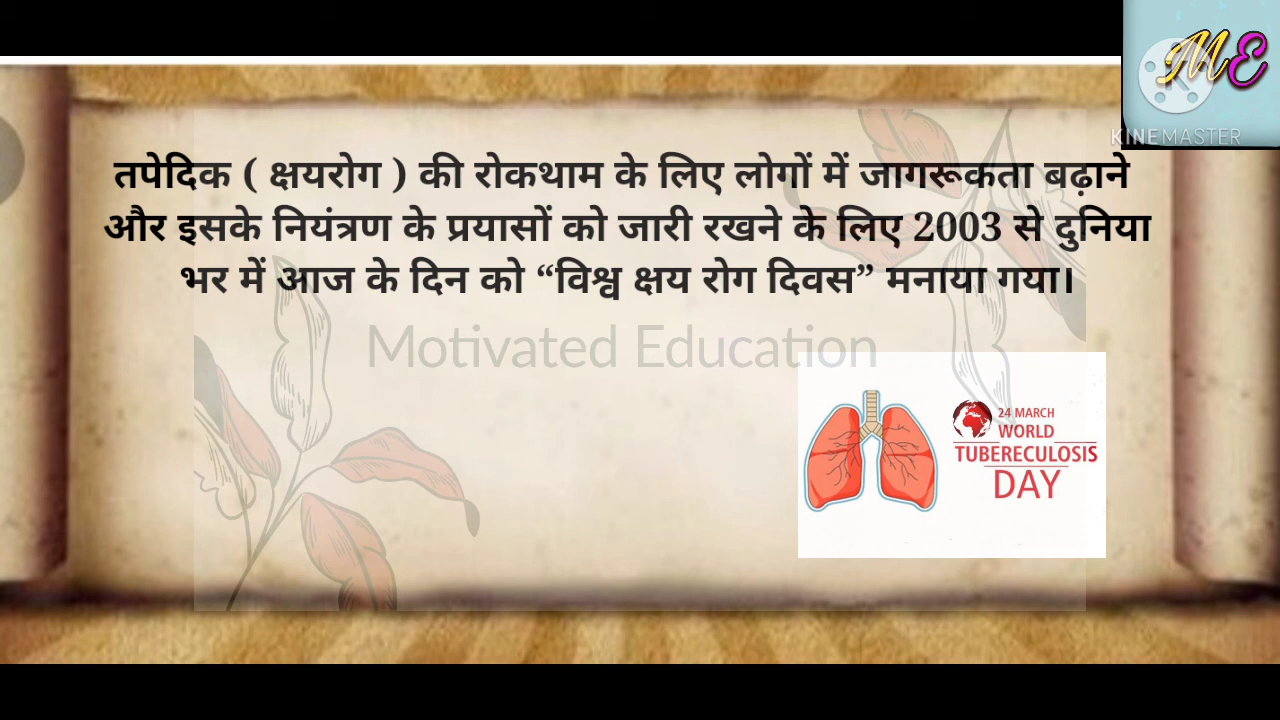 ME
KINEMASTER
तपेदिक ( क्षयरोग ) की रोकथाम के लिए लोगों में जागरूकता बढ़ाने
और इसके नियंत्रण के प्रयासों को जारी रखने के लिए 2003 से दुनिया
भर में आज के दिन को “विश्व क्षय रोग दिवस” मनाया गया।
Motivated Education
24 MARCH
WORLD
TUBERECULOSIS
DAY